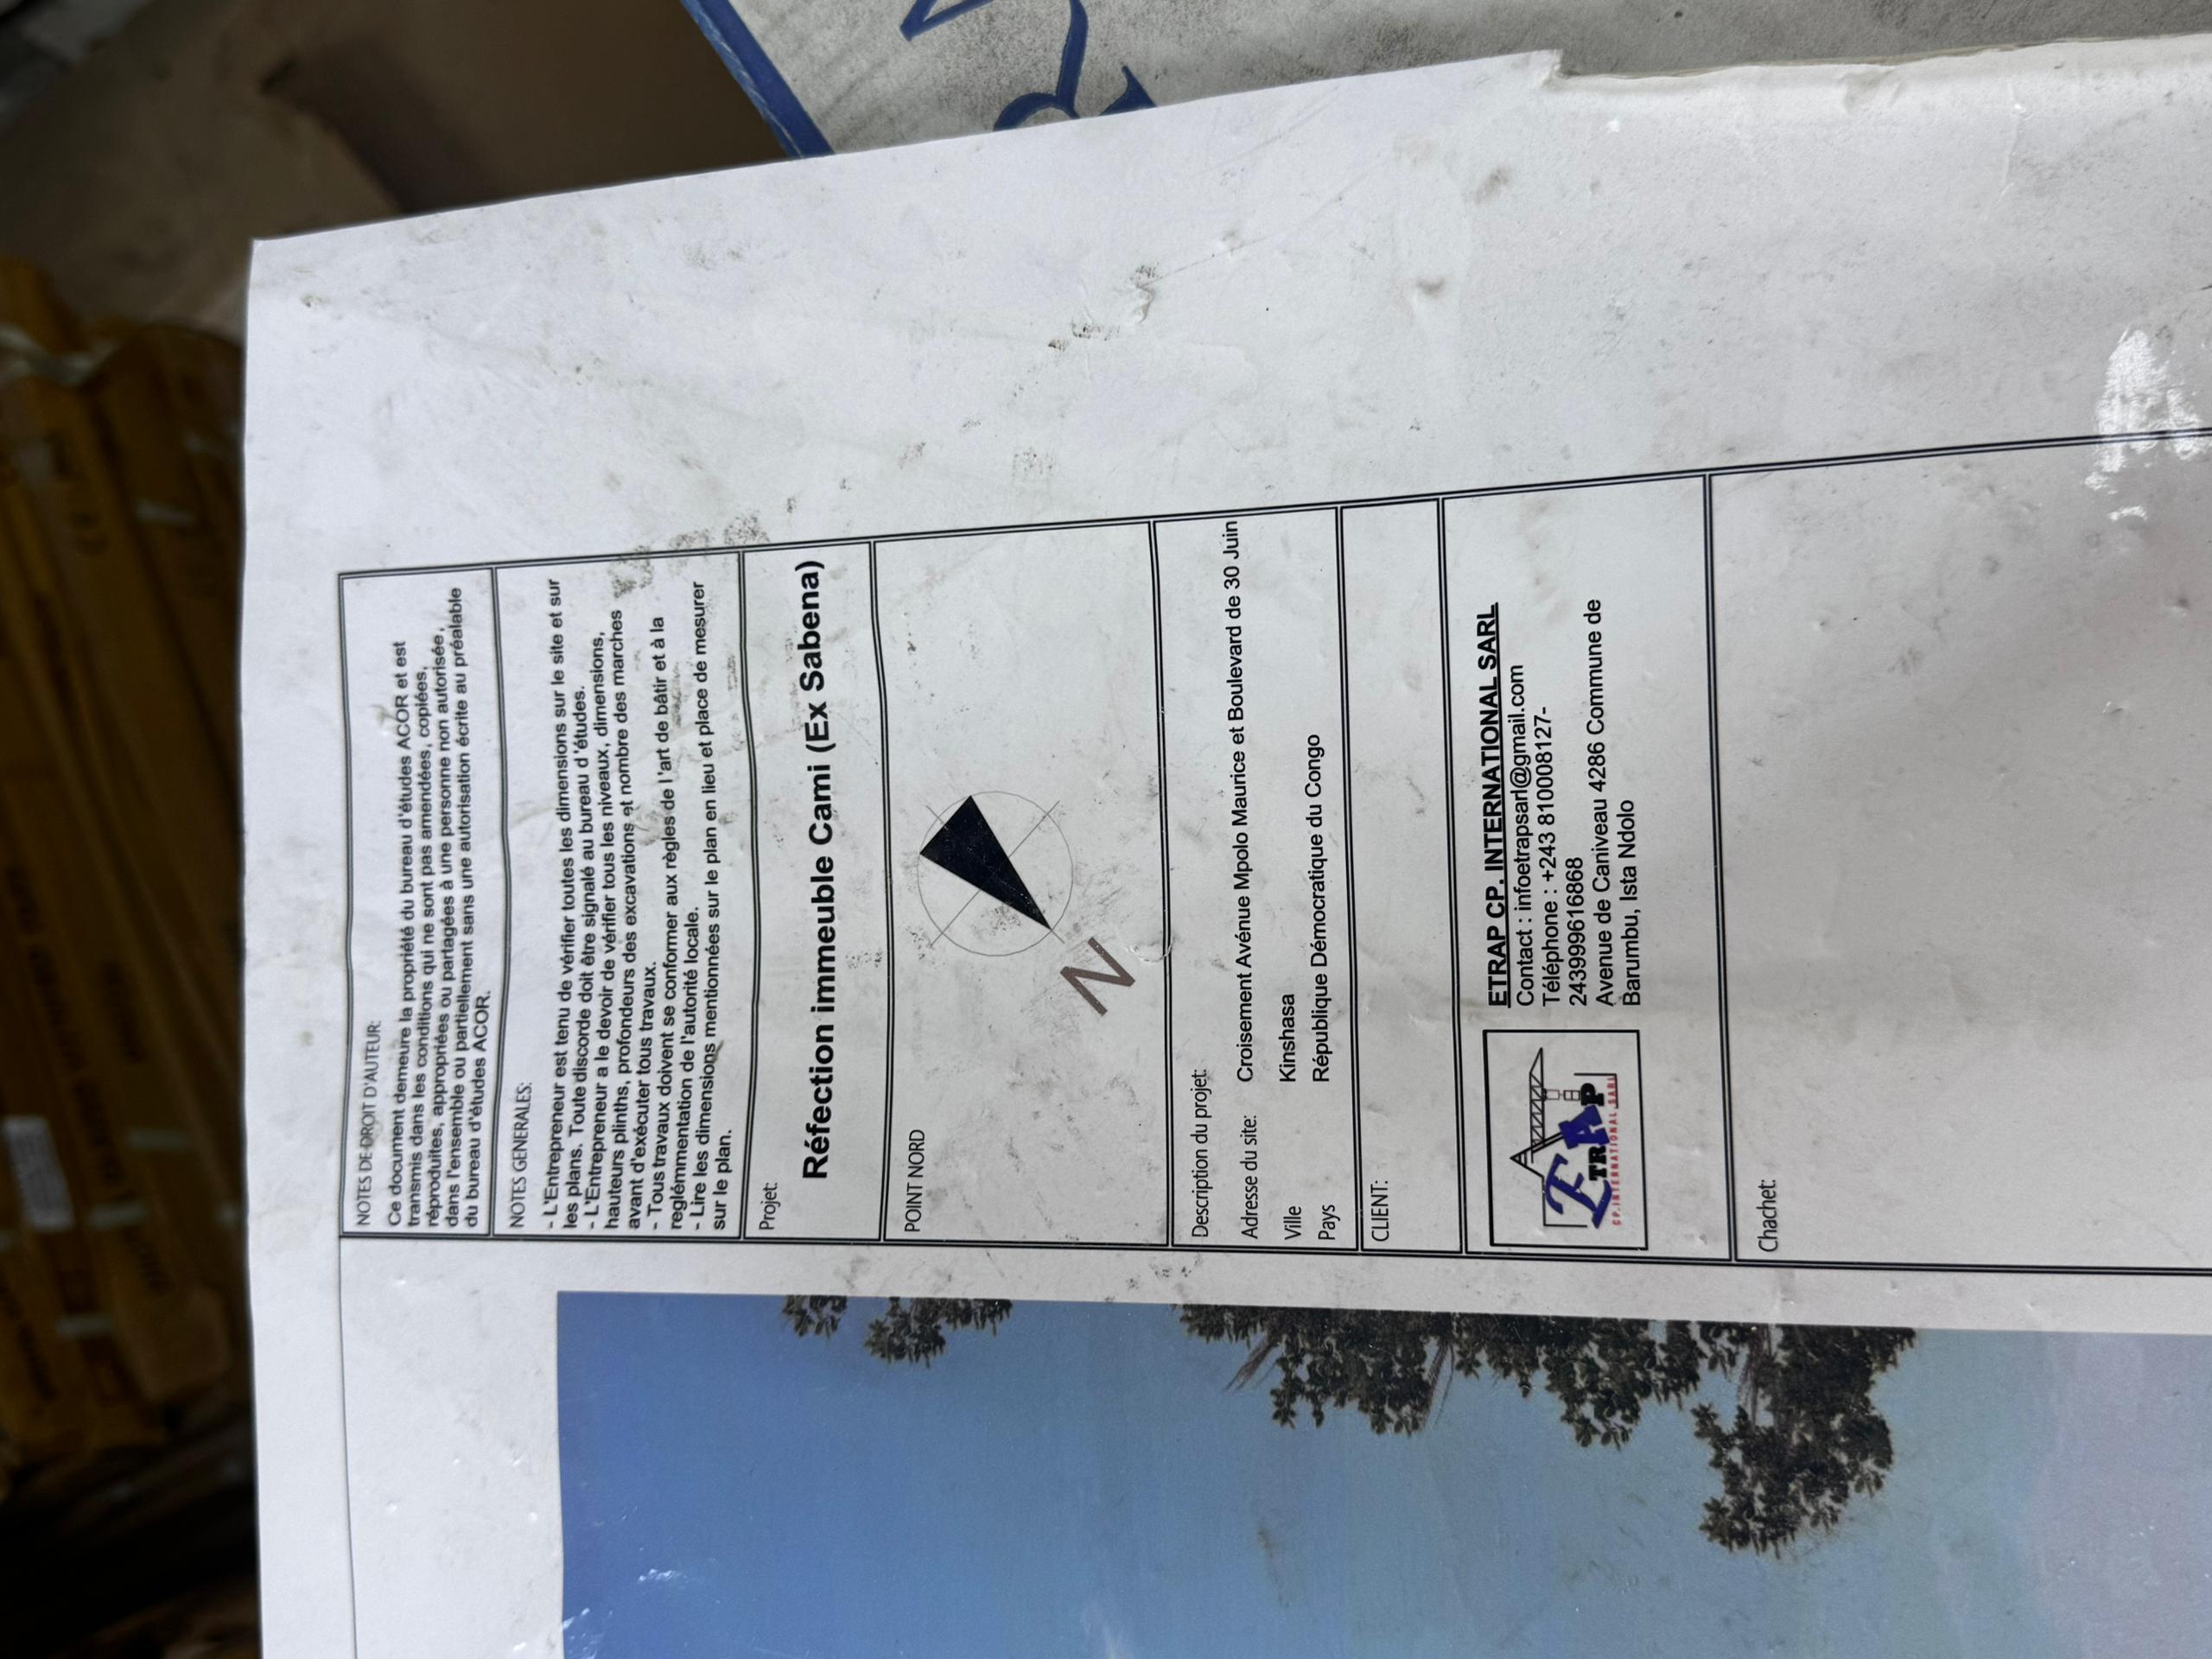 NOTES DE DROIT D'AUTEUR:
Ce document demeure la propriété du bureau d'études ACOR et est
transmis dans les conditions qui ne sont pas amendées, copiées,
réproduites, appropriées ou partagées à une personne non autorisée,
dans l'ensemble ou partiellement sans une autorisation écrite au préalable
du bureau d'études ACOR.
NOTES GENERALES:
- L'Entrepreneur est tenu de vérifier toutes les dimensions sur le site et sur
les plans. Toute discorde doit être signalé au bureau d'études.
- L'Entrepreneur a le devoir de vérifier tous les niveaux, dimensions,
hauteurs plinths, profondeurs des excavations et nombre des marches
avant d'exécuter tous travaux.
- Tous travaux doivent se conformer aux règles de l'art de bâtir et à la
reglémmentation de l'autorité locale.
- Lire les dimensions mentionnées sur le plan en lieu et place de mesurer
sur le plan.
Projet:
Réfection immeuble Cami (Ex Sabena)
POINT NORD
N
Description du projet:
Adresse du site: Croisement Avénue Mpolo Maurice et Boulevard de 30 Juin
Ville Kinshasa
Pays République Démocratique du Congo
CLIENT:
ETRAP
CP.INTERNATIONAL SARL
ETRAP CP. INTERNATIONAL SARL
Contact : infoetrapsarl@gmail.com
Téléphone : +243 810008127-
243999616868
Avenue de Caniveau 4286 Commune de
Barumbu, Ista Ndolo
Chachet: